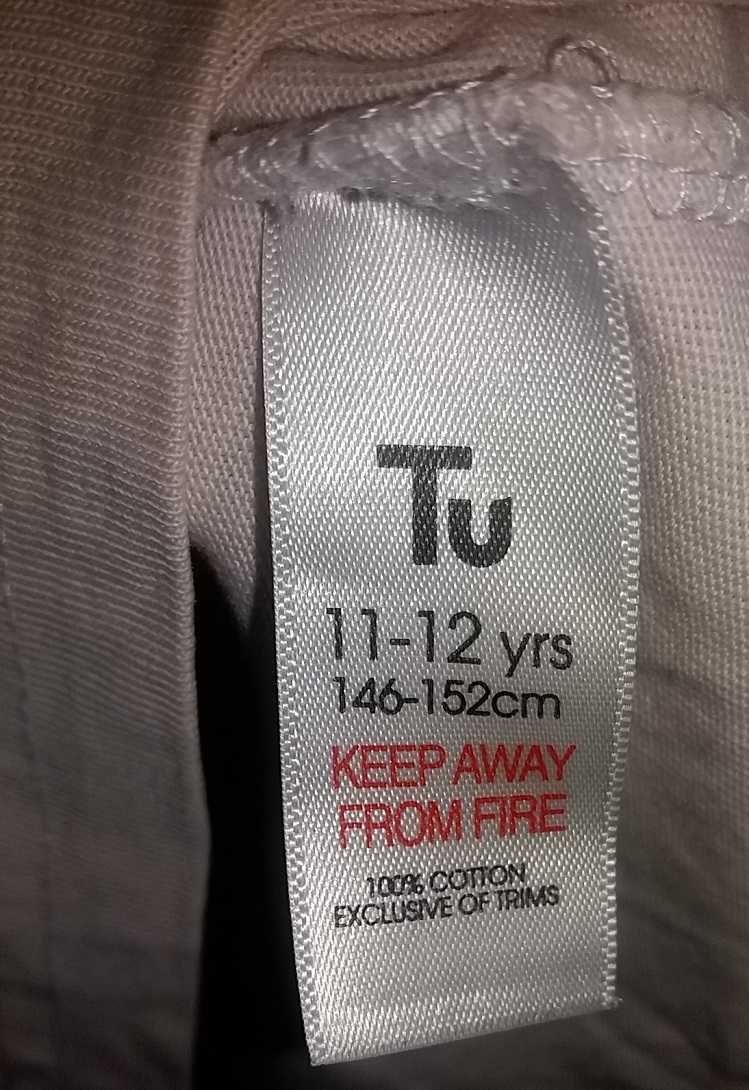 Tu
11-12 yrs
146-152cm
KEEP AWAY
FROM FIRE
100% COTTON
EXCLUSIVE OF TRIMS